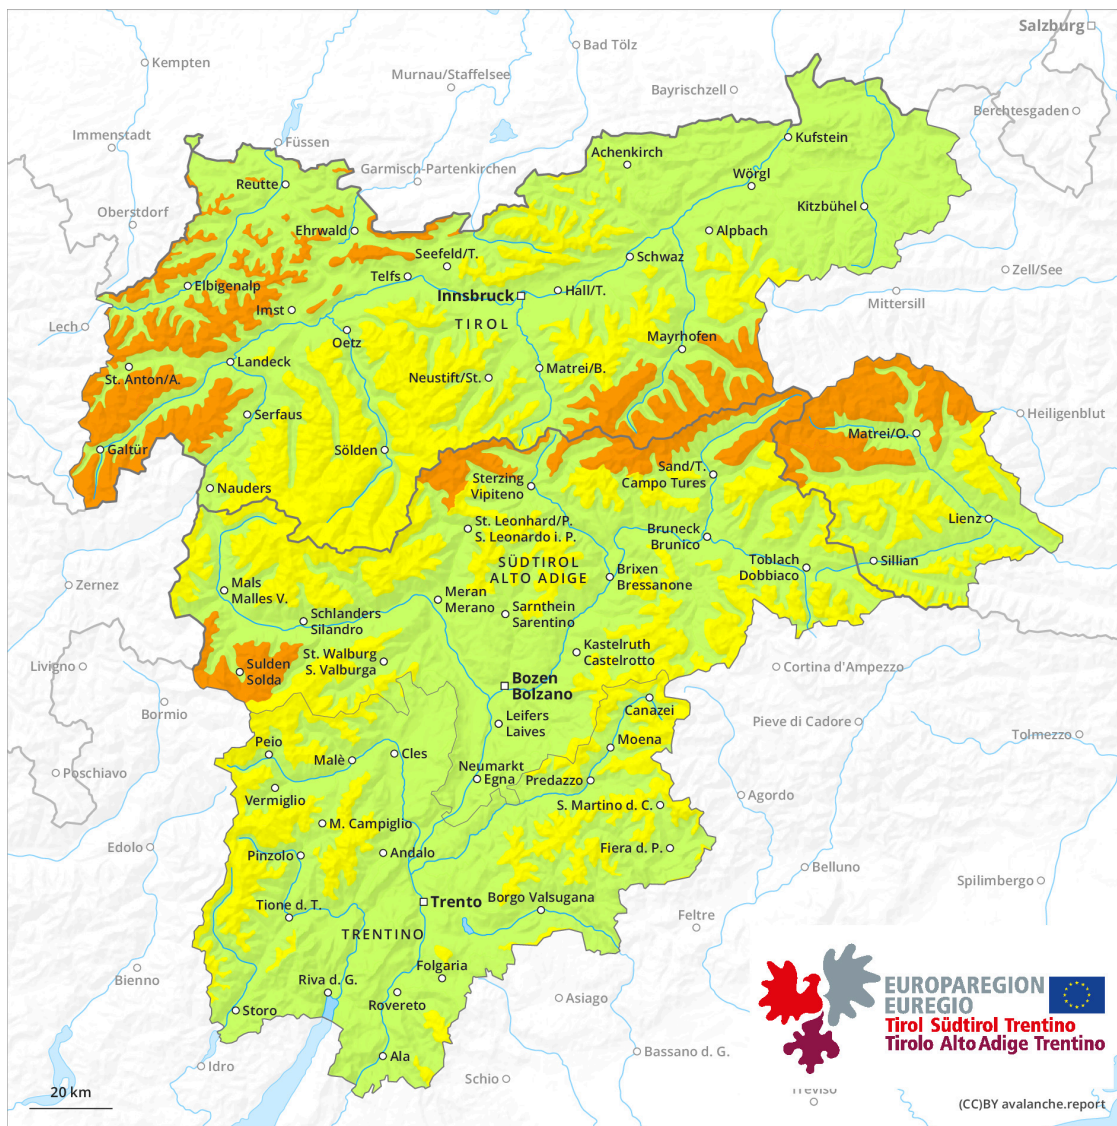 Salzburg
Bad Tölz
Kempten
Murnau/Staffelsee
Bayrischzell
Berchtesgaden
Immenstadt
Füssen
Kufstein
Achenkirch
Garmisch-Partenkirchen
Wörgl
Reutte
Kitzbühel
Oberstdorf
Ehrwald
Alpbach
Seefeld/T.
Schwaz
Zell/See
Telfs
Elbigenalp
Innsbruck
Hall/T.
Mittersill
Imst
TIROL
Lech
Oetz
Mayrhofen
Landeck
Matrei/B.
St. Anton/A.
Neustift/St.
Serfaus
Heiligenblut
Matrei/O.
Galtür
Sölden
Sand/T.
Campo Tures
Sterzing
Vipiteno
Nauders
St. Leonhard/P.
S. Leonardo i. P.
Lienz
Bruneck
Brunico
SÜDTIROL
ALTO ADIGE
Toblach
Dobbiaco
Sillian
Brixen
Bressanone
Zernez
Mals
Malles V.
Meran
Merano
Sarnthein
Sarentino
Schlanders
Silandro
Kastelruth
Castelrotto
St. Walburg
S. Valburga
Livigno
Sulden
Solda
Cortina d'Ampezzo
Bozen
Bolzano
Bormio
Canazei
Leifers
Laives
Pieve di Cadore
Tolmezzo
Peio
Moena
Malè
Cles
Neumarkt
Egna
Predazzo
Poschiavo
Vermiglio
Agordo
S. Martino d. C.
M. Campiglio
Edolo
Pinzolo
Andalo
Fiera d. P.
Belluno
Spilimbergo
Trento
Borgo Valsugana
Tione d. T.
Feltre
TRENTINO
Folgaria
Bienno
Riva d. G.
Rovereto
Asiago
Storo
EUROPAREGION
EUREGIO
Tirol Südtirol Trentino
Tirolo Alto Adige Trentino
Ala
Idro
Bassano d. G.
Schio
Treviso
20 km
(CC)BY avalanche.report